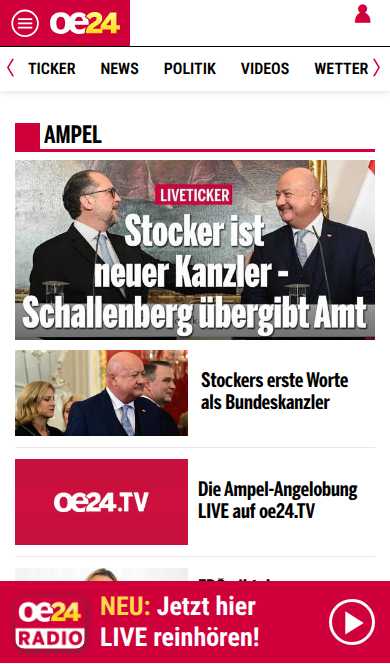 oe24
TICKER NEWS POLITIK VIDEOS WETTER
AMPEL
LIVETICKER
Stocker ist
neuer Kanzler -
Schallenberg übergibt Amt
Stockers erste Worte
als Bundeskanzler
oe24.TV
Die Ampel-Angelobung
LIVE auf oe24.TV
oe24
RADIO
NEU: Jetzt hier
LIVE reinhören!